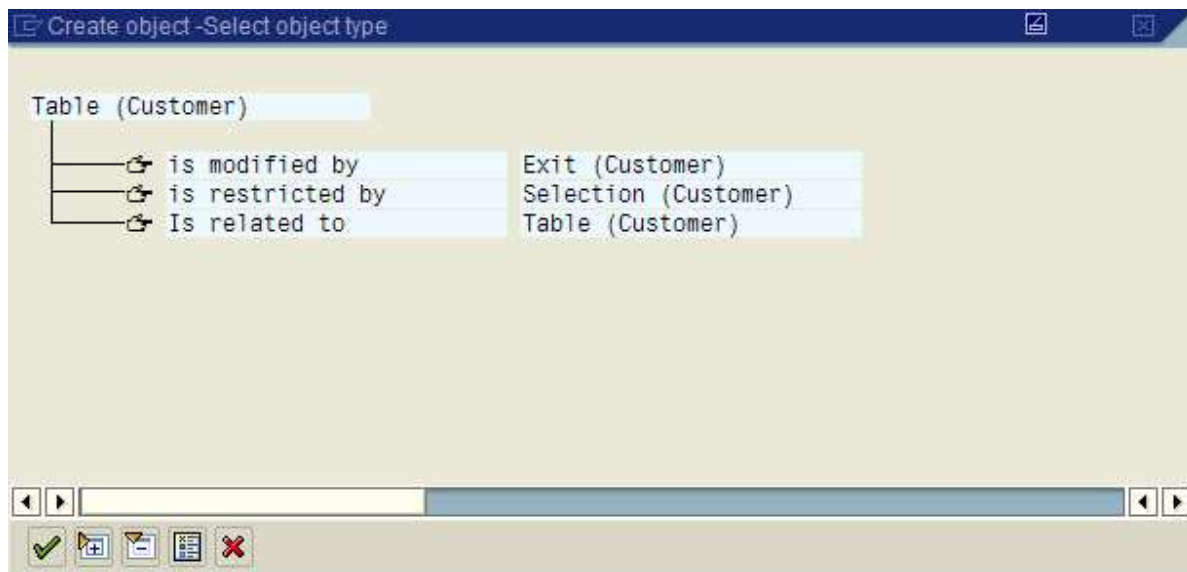 Create object -Select object type
Table (Customer)
is modified by Exit (Customer)
is restricted by Selection (Customer)
Is related to Table (Customer)